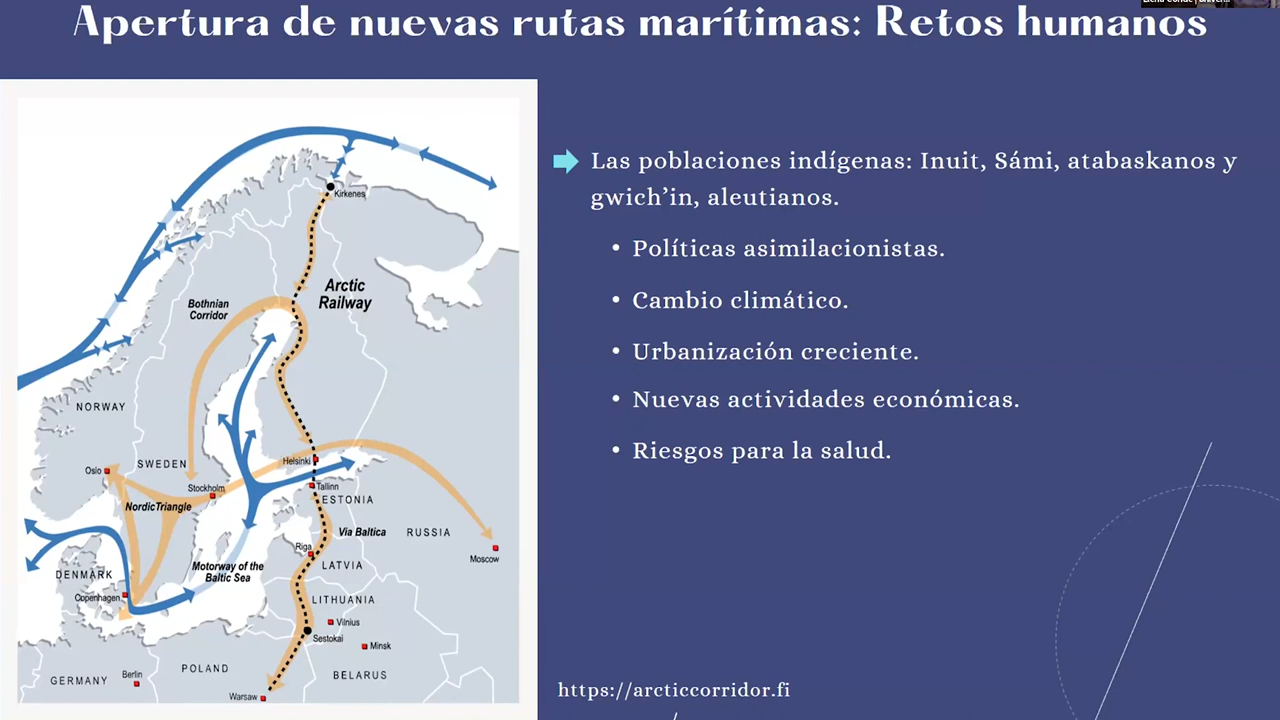 Apertura de nuevas rutas marítimas: Retos humanos
Las poblaciones indígenas: Inuit, Sámi, atabaskanos y
gwich’in, aleutianos.
• Políticas asimilacionistas.
• Cambio climático.
• Urbanización creciente.
• Nuevas actividades económicas.
• Riesgos para la salud.
https://arcticcorridor.fi
Kirkenes
Arctic
Railway
Bothnian
Corridor
NORWAY
SWEDEN
Oslo
Helsinki
Stockholm
Tallinn
ESTONIA
Nordic Triangle
Via Baltica
RUSSIA
Riga
Moscow
LATVIA
Motorway of the
Baltic Sea
DENMARK
Copenhagen
LITHUANIA
Vilnius
Sestokai
Minsk
POLAND
BELARUS
GERMANY
Berlin
Warsaw